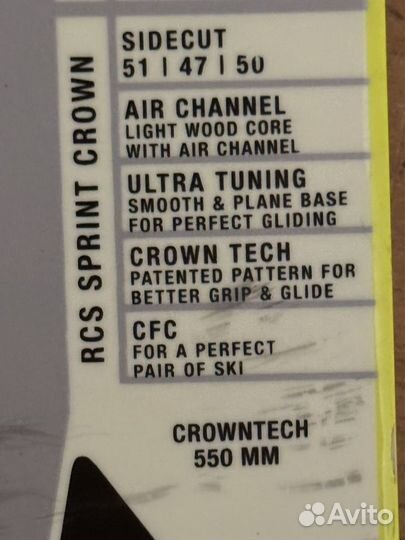 RCS SPRINT CROWN
SIDECUT
51 | 47 | 50
AIR CHANNEL
LIGHT WOOD CORE
WITH AIR CHANNEL
ULTRA TUNING
SMOOTH & PLANE BASE
FOR PERFECT GLIDING
CROWN TECH
PATENTED PATTERN FOR
BETTER GRIP & GLIDE
CFC
FOR A PERFECT
PAIR OF SKI
CROWNTECH
550 MM
Avito